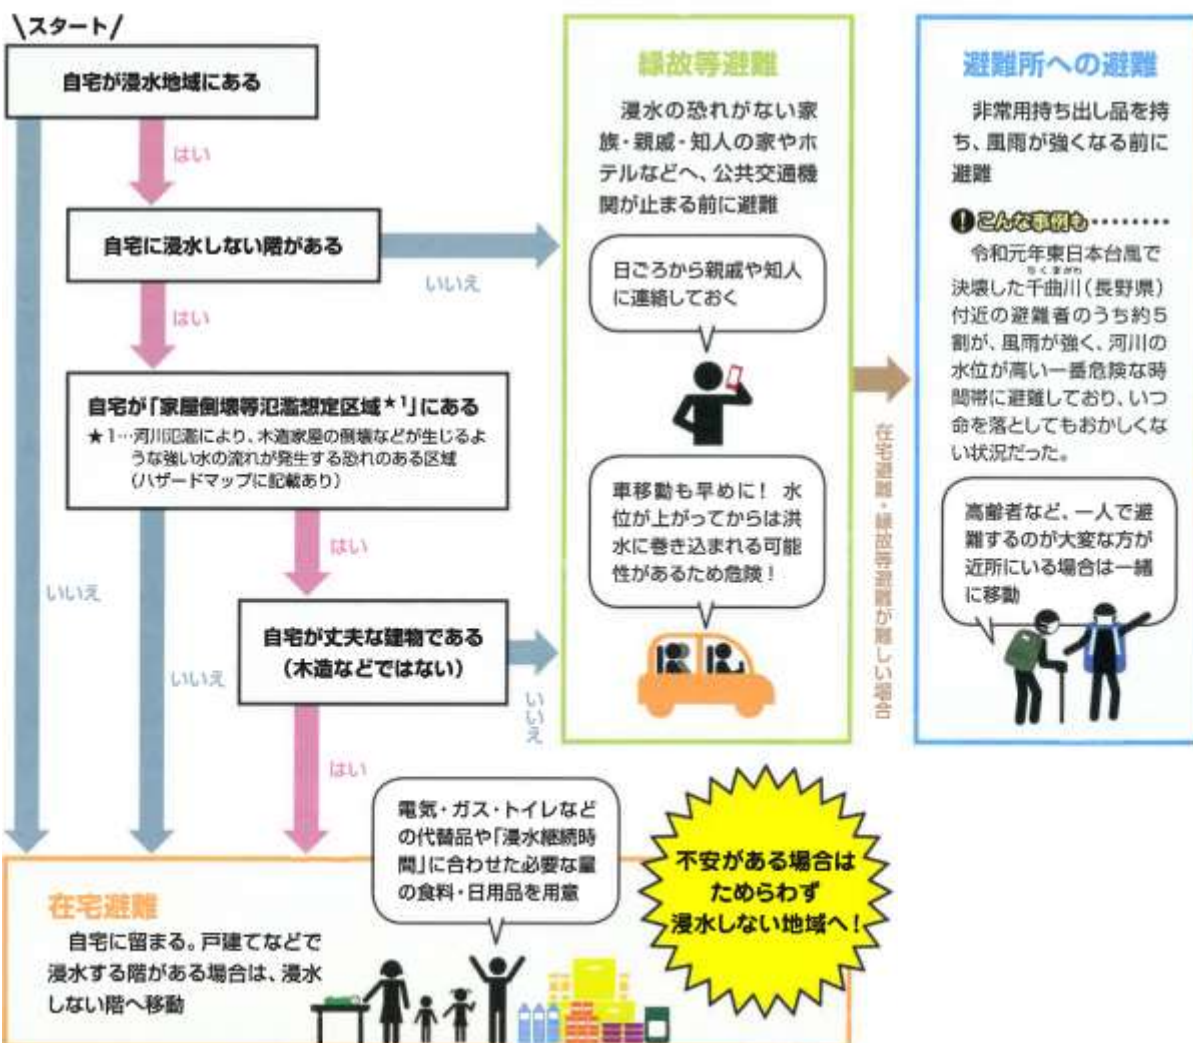 スタート
自宅が浸水地域にある
はい
いいえ
自宅に浸水しない階がある
いいえ
はい
自宅が「家屋倒壊等氾濫想定区域★1」にある
★1…河川氾濫により、木造家屋の倒壊などが生じるよ
うな強い水の流れが発生する恐れのある区域
（ハザードマップに記載あり）
はい
いいえ
自宅が丈夫な建物である
（木造などではない）
いいえ
はい
縁故等避難
浸水の恐れがない家
族・親戚・知人の家やホ
テルなどへ、公共交通機
関が止まる前に避難
日ごろから親戚や知人
に連絡しておく
車移動も早めに！ 水
位が上がってからは洪
水に巻き込まれる可能
性があるため危険！
在宅避難・縁故等避難が難しい場合
避難所への避難
非常用持ち出し品を持
ち、風雨が強くなる前に
避難
!こんな事例も………
令和元年東日本台風で
ちくまがわ
決壊した千曲川（長野県）
付近の避難者のうち約5
割が、風雨が強く、河川の
水位が高い一番危険な時
間帯に避難しており、いつ
命を落としてもおかしくな
い状況だった。
高齢者など、一人で避
難するのが大変な方が
近所にいる場合は一緒
に移動
在宅避難
自宅に留まる。戸建てなどで
浸水する階がある場合は、浸水
しない階へ移動
電気・ガス・トイレなど
の代替品や「浸水継続時
間」に合わせた必要な量
の食料・日用品を用意
不安がある場合は
ためらわず
浸水しない地域へ！